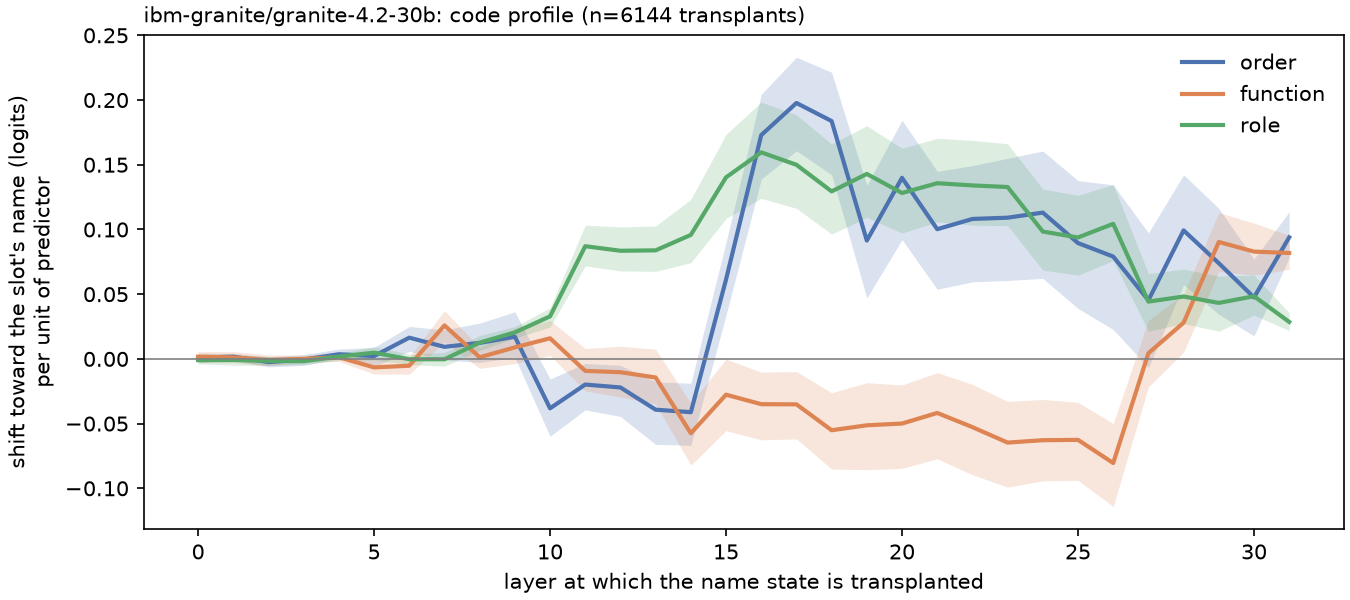 ibm-granite/granite-4.2-30b: code profile (n=6144 transplants)
shift toward the slot's name (logits)
per unit of predictor
0.25
0.20
0.15
0.10
0.05
0.00
−0.05
−0.10
order
function
role
0 5 10 15 20 25 30
layer at which the name state is transplanted